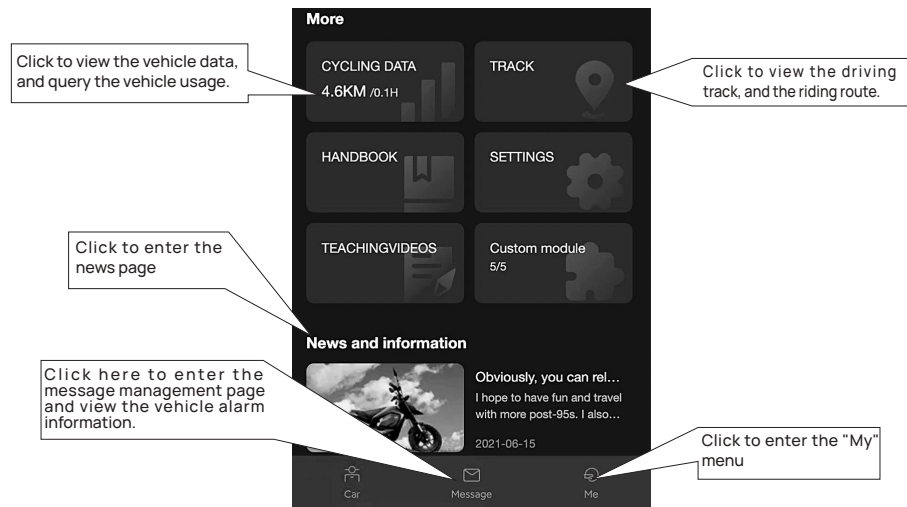 More
Click to view the vehicle data,
and query the vehicle usage.
CYCLING DATA
4.6KM /0.1H
TRACK
Click to view the driving
track, and the riding route.
HANDBOOK
SETTINGS
Click to enter the
news page
TEACHINGVIDEOS
Custom module
5/5
News and information
Click here to enter the
message management page
and view the vehicle alarm
information.
Obviously, you can rel...
I hope to have fun and travel
with more post-95s. I also...
2021-06-15
Click to enter the "My"
menu
Car
Message
Me